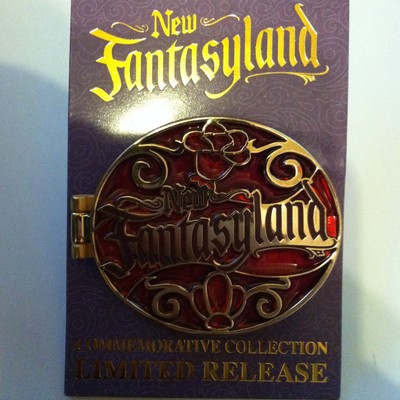 New
Fantasyland
New
Fantasyland
COMMEMORATIVE COLLECTION
LIMITED RELEASE